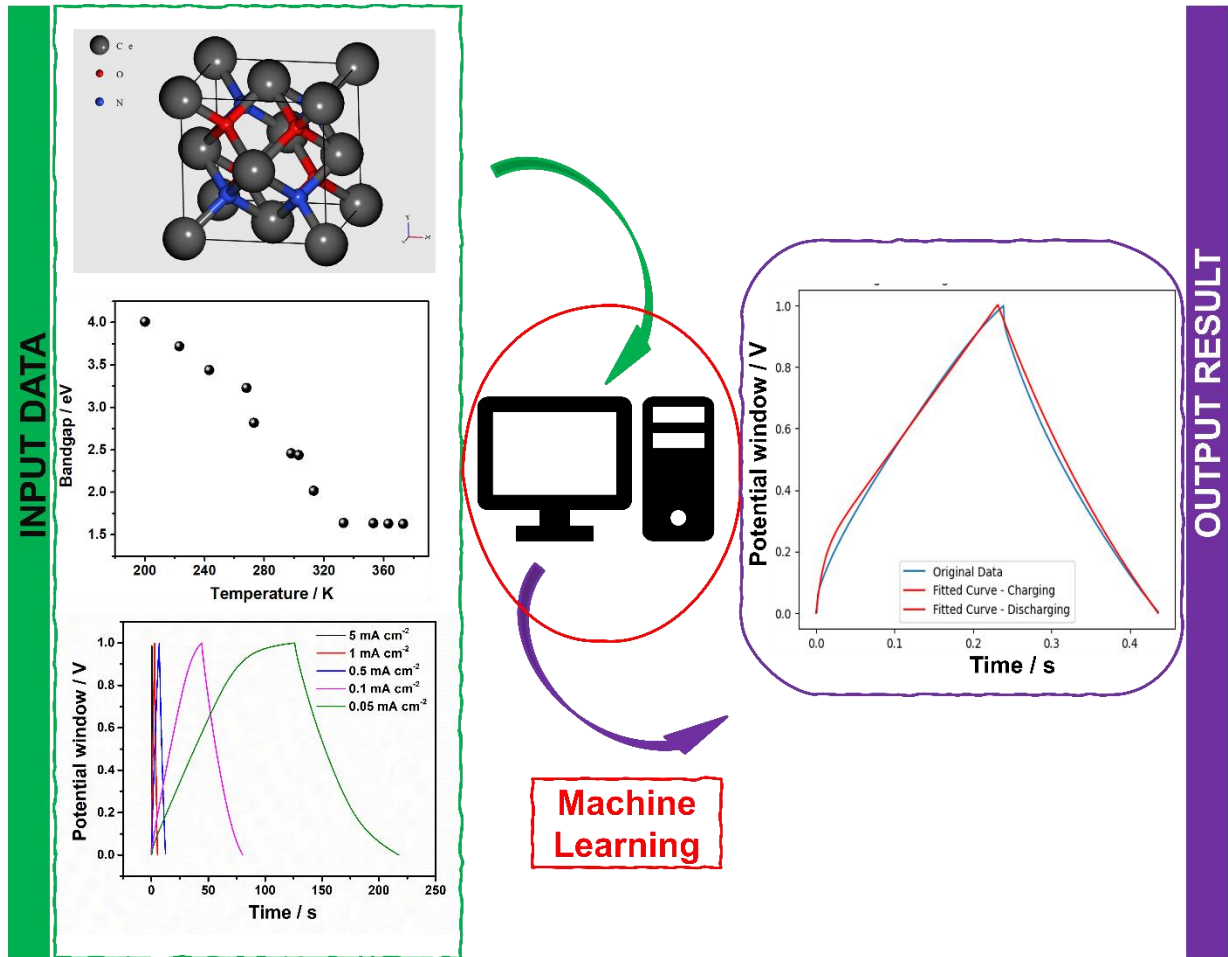 INPUT DATA
C e
O
N
Y
4.0
3.5
3.0
2.5
2.0
1.5
Bandgap / eV
200 240 280 320 360
Temperature / K
1.0
0.8
0.6
0.4
0.2
0.0
Potential window / V
5 mA cm⁻²
1 mA cm⁻²
0.5 mA cm⁻²
0.1 mA cm⁻²
0.05 mA cm⁻²
0 50 100 150 200 250
Time / s
Machine
Learning
1.0
0.8
0.6
0.4
0.2
0.0
Potential window / V
Original Data
Fitted Curve - Charging
Fitted Curve - Discharging
0.0 0.1 0.2 0.3 0.4
Time / s
OUTPUT RESULT